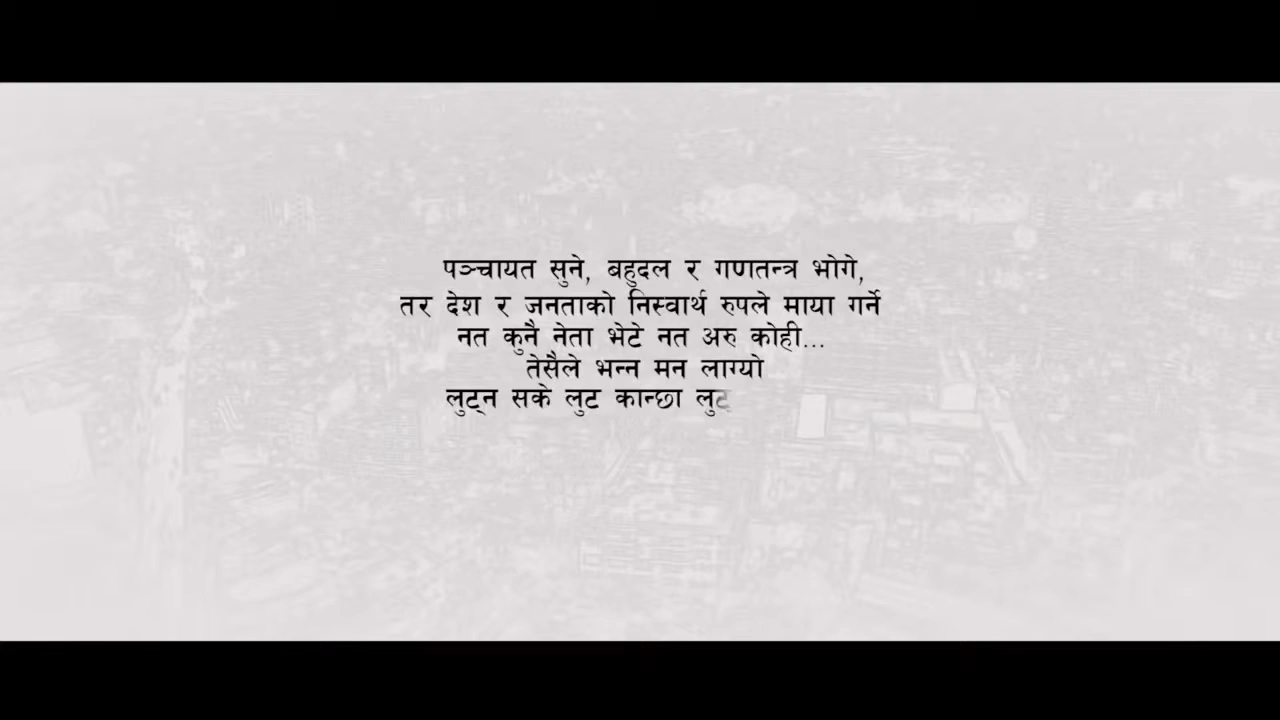 पञ्चायत सुने, बहुदल र गणतन्त्र भोगे,
तर देश र जनताको निस्वार्थ रुपले माया गर्ने
नत कुनै नेता भेटे नत अरु कोही...
तेसैले भन्न मन लाग्यो
लुट्न सके लुट कान्छा लुट्